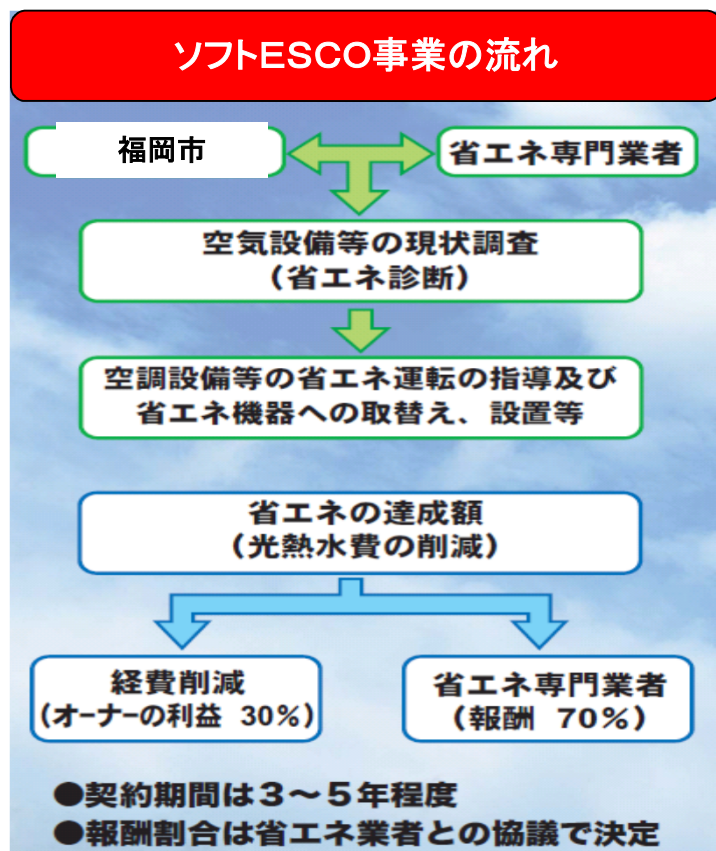 ソフトESCO事業の流れ
福岡市
省エネ専門業者
空気設備等の現状調査
(省エネ診断)
空調設備等の省エネ運転の指導及び
省エネ機器への取替え、設置等
省エネの達成額
(光熱水費の削減)
経費削減
(オーナーの利益 30%)
省エネ専門業者
(報酬 70%)
●契約期間は3~5年程度
●報酬割合は省エネ業者との協議で決定